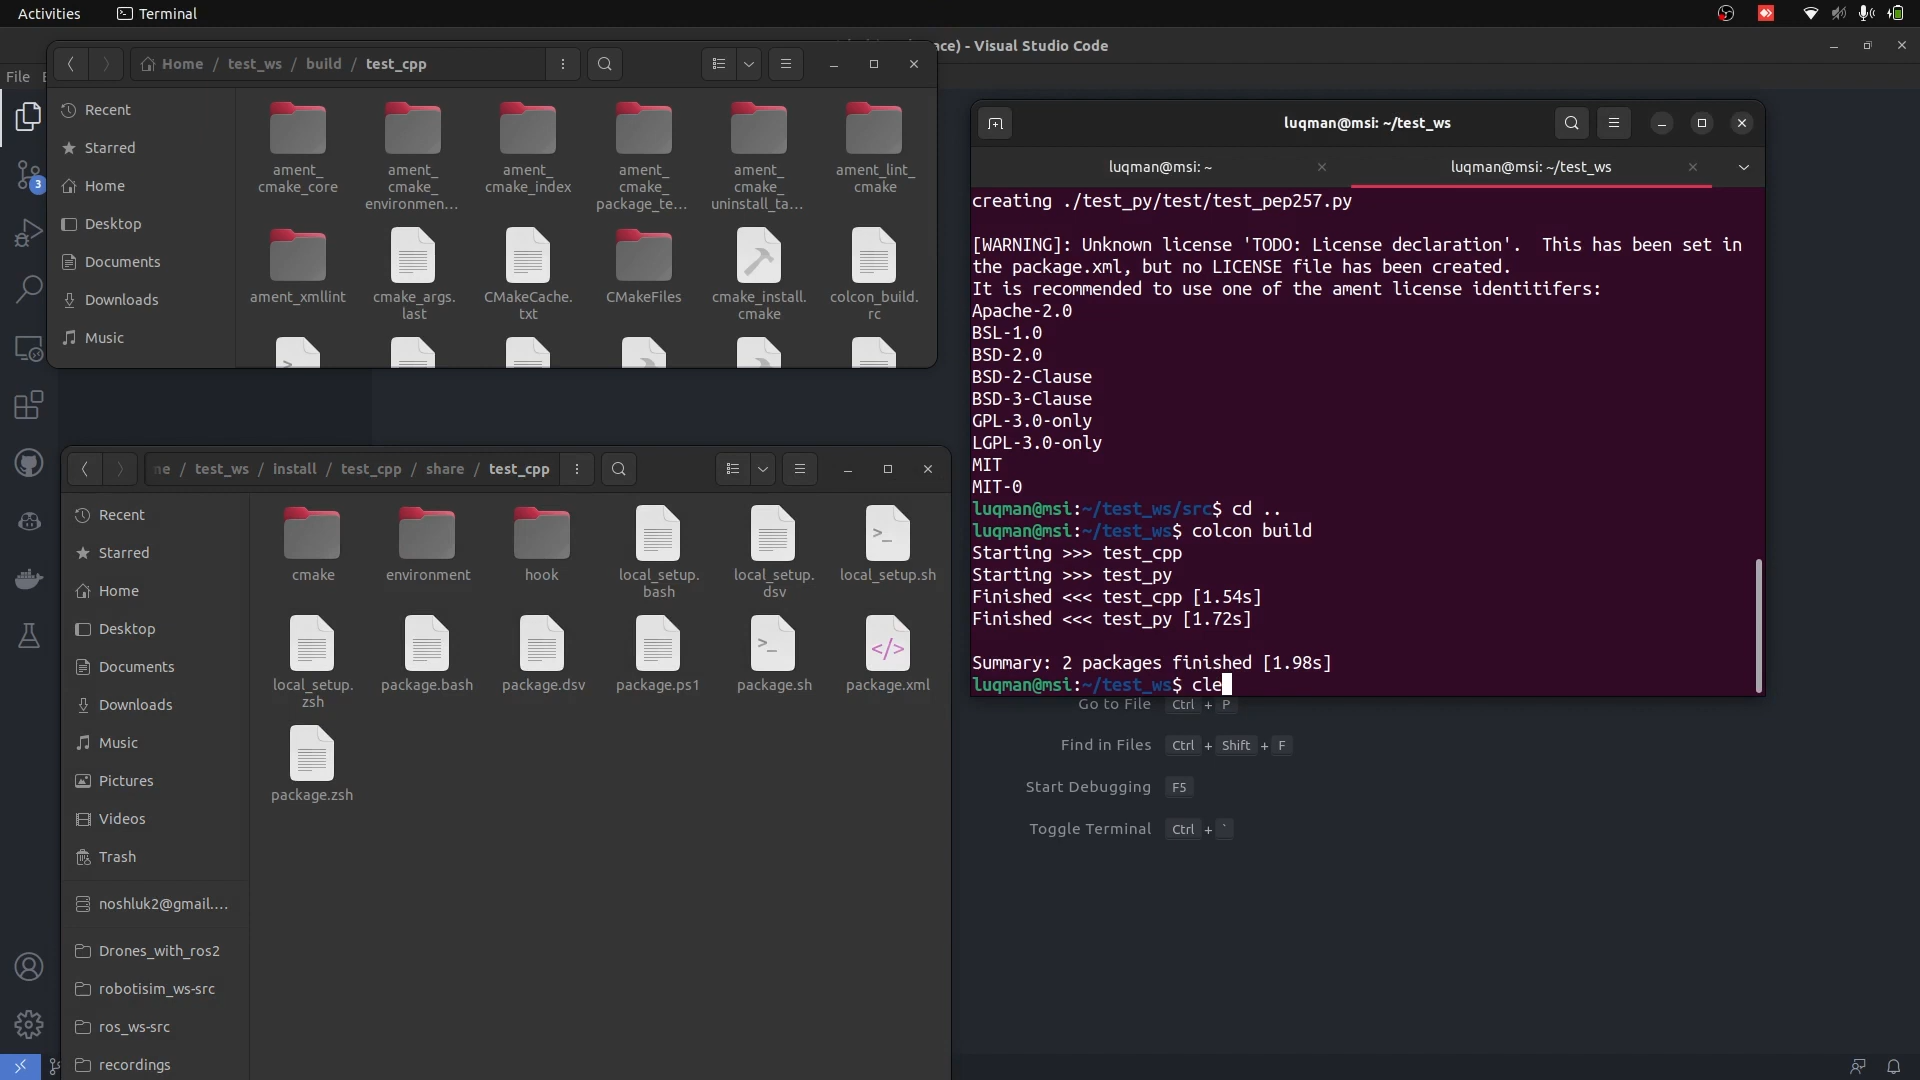 Activities
Terminal
ce) - Visual Studio Code
File
Home / test_ws / build / test_cpp
Recent
Starred
Home
Desktop
Documents
Downloads
Music
ament_
cmake_core
ament_
cmake_
environmen...
ament_
cmake_index
ament_
cmake_
package_te...
ament_
cmake_
uninstall_ta...
ament_lint_
cmake
ament_xmllint
cmake_args.
last
CMakeCache.
txt
CMakeFiles
cmake_install.
cmake
colcon_build.
rc
3
ne / test_ws / install / test_cpp / share / test_cpp
Recent
Starred
Home
Desktop
Documents
Downloads
Music
Pictures
Videos
Trash
noshluk2@gmail....
Drones_with_ros2
robotisim_ws-src
ros_ws-src
recordings
cmake
environment
hook
local_setup.
bash
local_setup.
dsv
local_setup.sh
local_setup.
zsh
package.bash
package.dsv
package.ps1
package.sh
package.xml
package.zsh
luqman@msi: ~/test_ws
luqman@msi: ~
luqman@msi: ~/test_ws
creating ./test_py/test/test_pep257.py
[WARNING]: Unknown license 'TODO: License declaration'.  This has been set in
the package.xml, but no LICENSE file has been created.
It is recommended to use one of the ament license identitifers:
Apache-2.0
BSL-1.0
BSD-2.0
BSD-2-Clause
BSD-3-Clause
GPL-3.0-only
LGPL-3.0-only
MIT
MIT-0
luqman@msi:~/test_ws/src$ cd ..
luqman@msi:~/test_ws$ colcon build
Starting >>> test_cpp
Starting >>> test_py
Finished <<< test_cpp [1.54s]
Finished <<< test_py [1.72s]
Summary: 2 packages finished [1.98s]
luqman@msi:~/test_ws$ cle
Go to File Ctrl + P
Find in Files Ctrl + Shift + F
Start Debugging F5
Toggle Terminal Ctrl + `